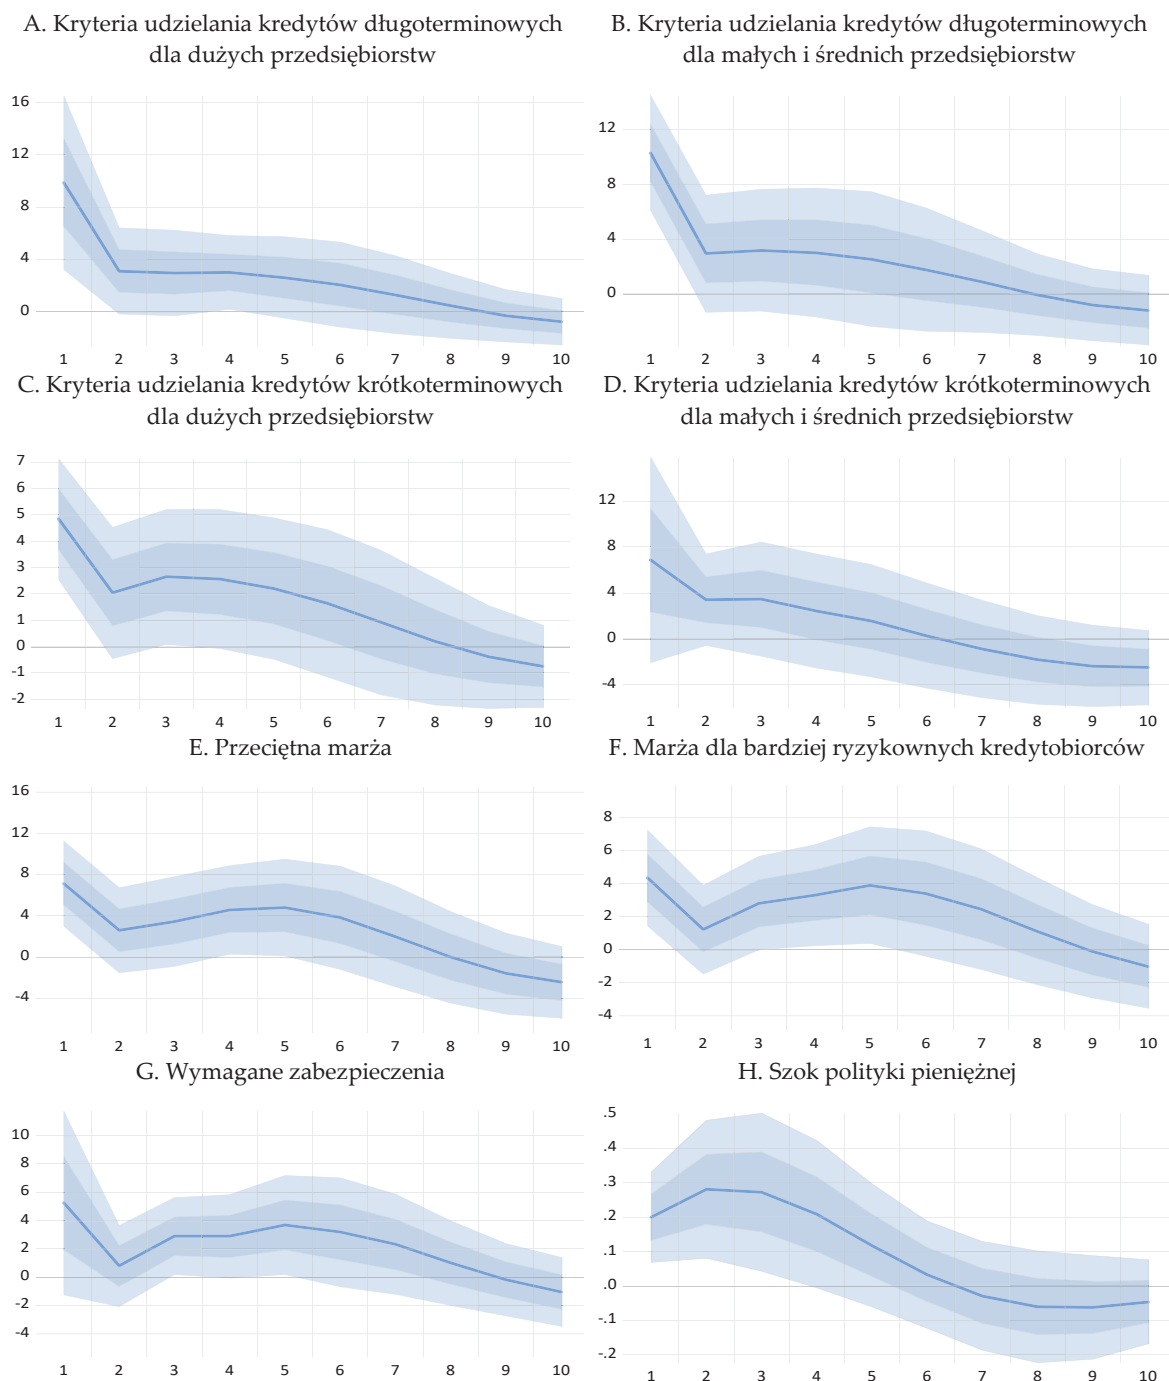 A. Kryteria udzielania kredytów długoterminowych
dla dużych przedsiębiorstw
16
12
8
4
0
1 2 3 4 5 6 7 8 9 10
B. Kryteria udzielania kredytów długoterminowych
dla małych i średnich przedsiębiorstw
12
8
4
0
1 2 3 4 5 6 7 8 9 10
C. Kryteria udzielania kredytów krótkoterminowych
dla dużych przedsiębiorstw
7
6
5
4
3
2
1
0
-1
-2
1 2 3 4 5 6 7 8 9 10
D. Kryteria udzielania kredytów krótkoterminowych
dla małych i średnich przedsiębiorstw
12
8
4
0
-4
1 2 3 4 5 6 7 8 9 10
E. Przeciętna marża
16
12
8
4
0
-4
1 2 3 4 5 6 7 8 9 10
F. Marża dla bardziej ryzykownych kredytobiorców
8
6
4
2
0
-2
-4
1 2 3 4 5 6 7 8 9 10
G. Wymagane zabezpieczenia
10
8
6
4
2
0
-2
-4
1 2 3 4 5 6 7 8 9 10
H. Szok polityki pieniężnej
.5
.4
.3
.2
.1
.0
-.1
-.2
1 2 3 4 5 6 7 8 9 10